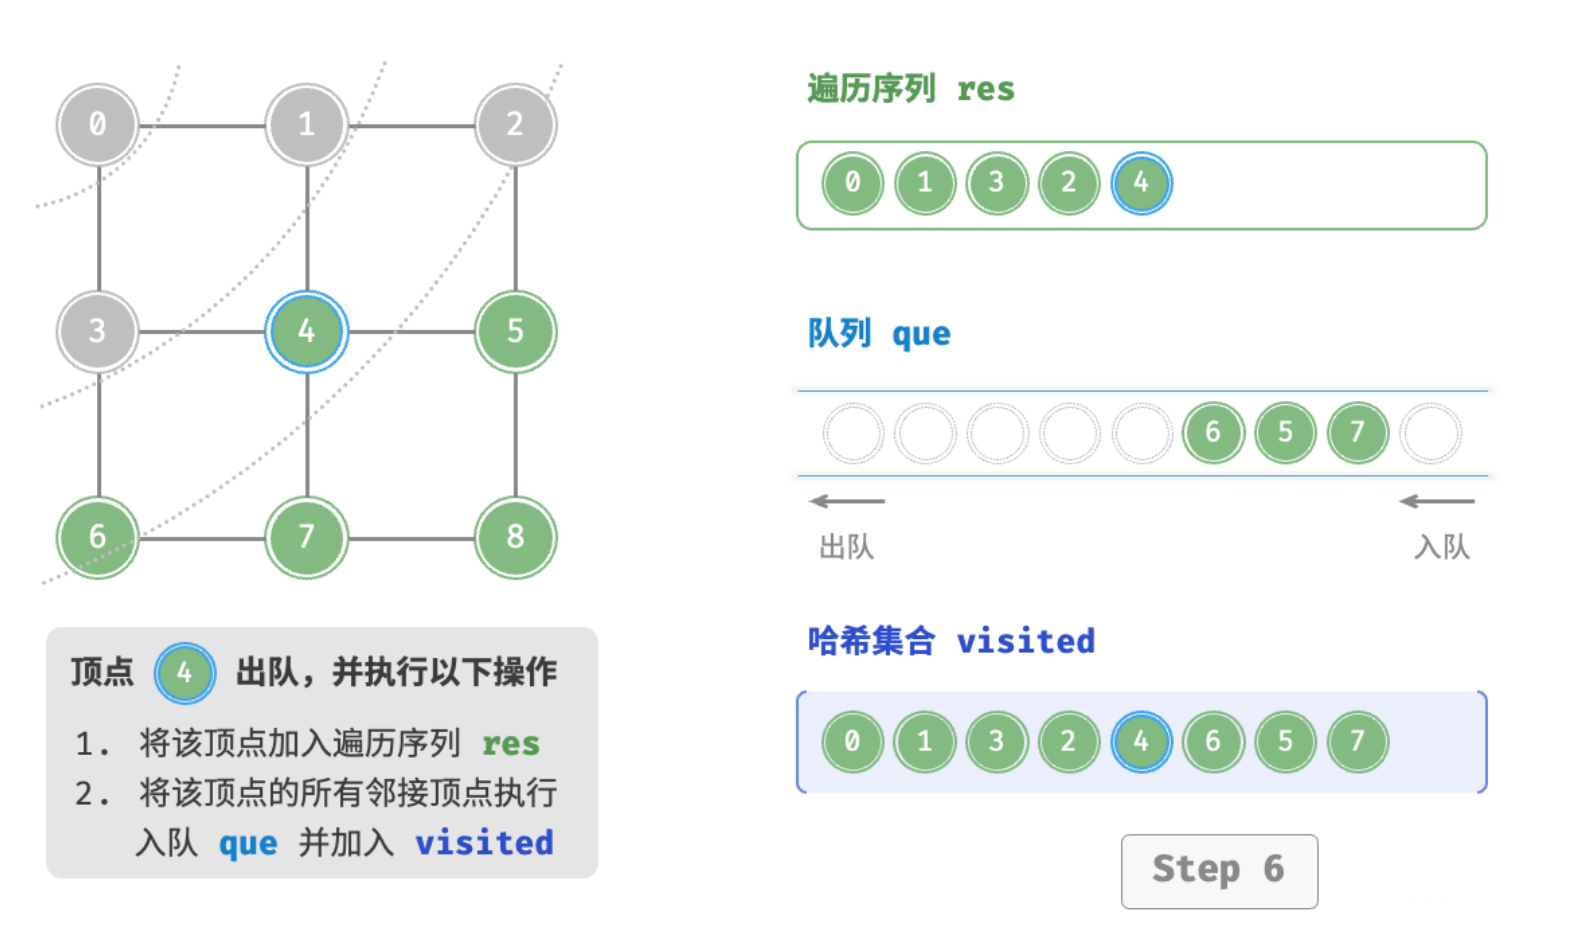 0 1 2
3 4 5
6 7 8
顶点 4 出队，并执行以下操作
1. 将该顶点加入遍历序列 res
2. 将该顶点的所有邻接顶点执行
入队 que 并加入 visited
遍历序列 res
0 1 3 2 4
队列 que
6 5 7
出队 入队
哈希集合 visited
0 1 3 2 4 6 5 7
Step 6